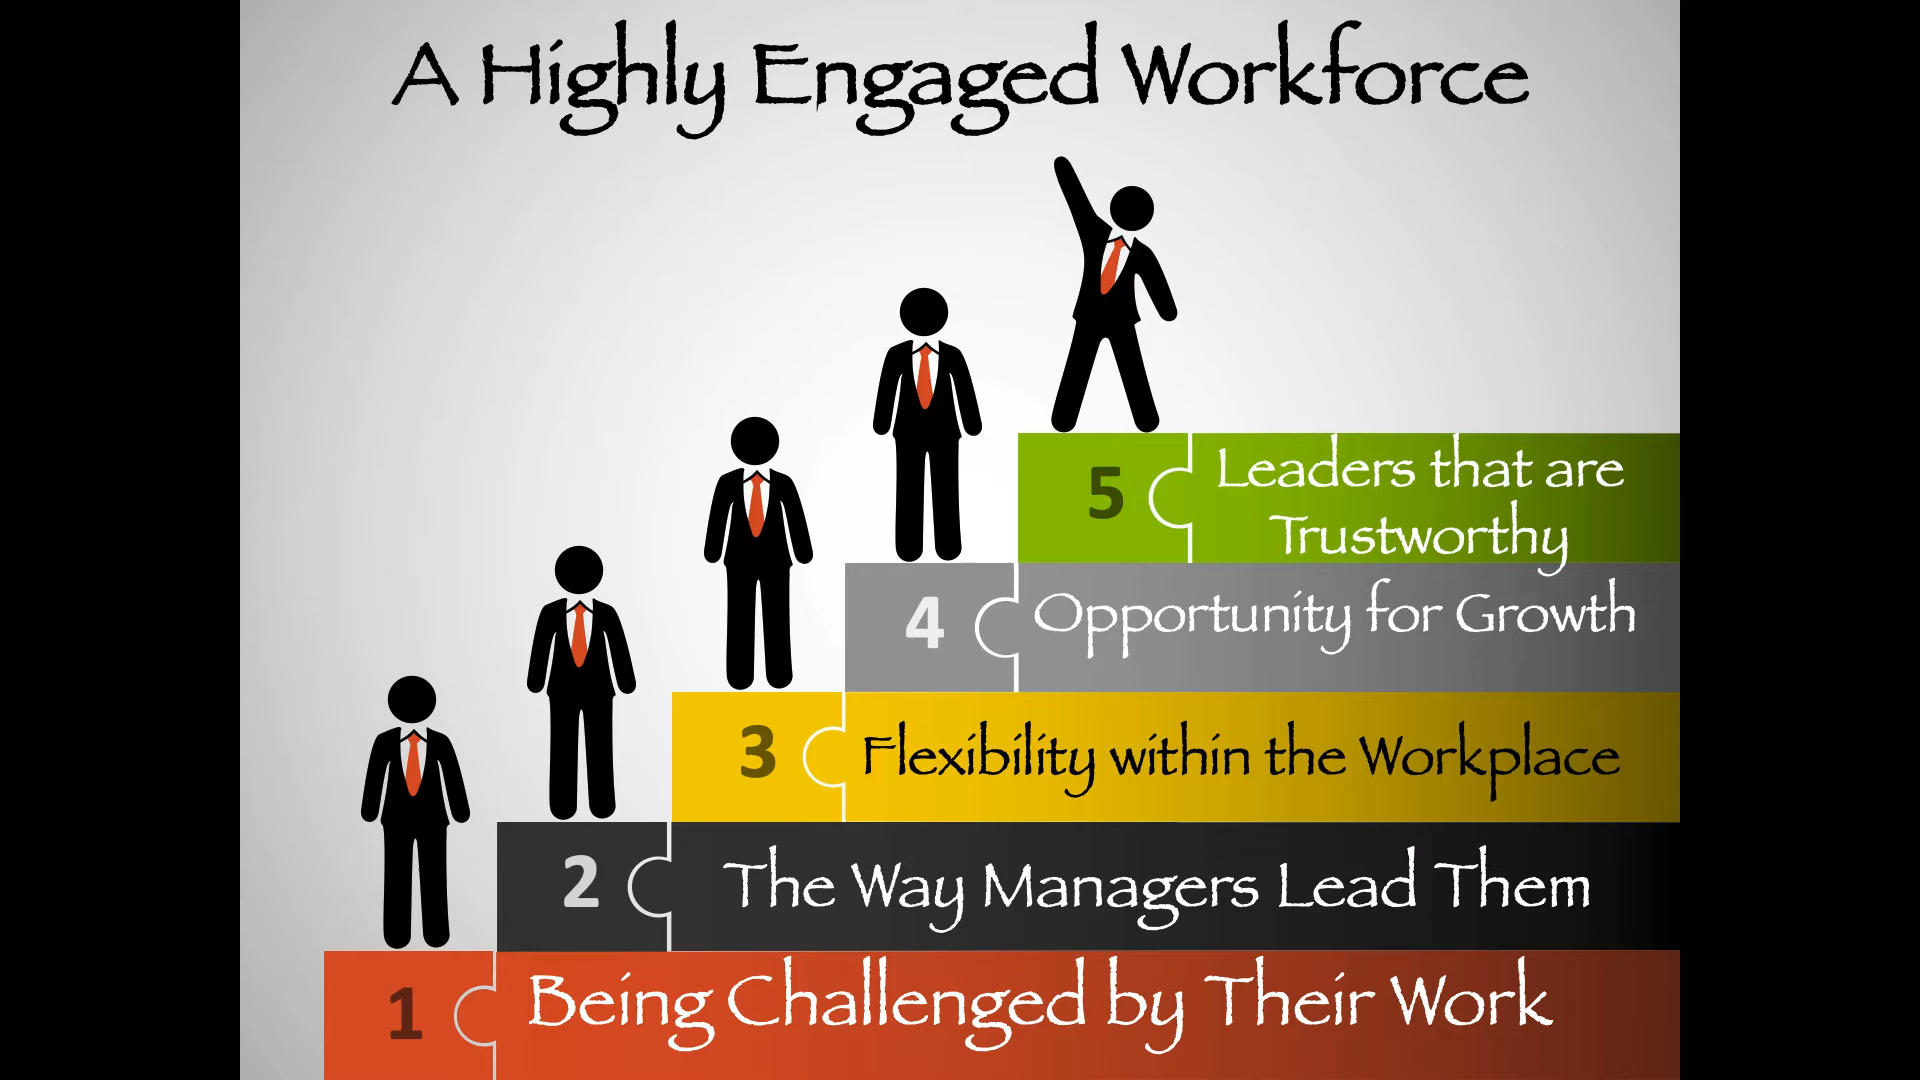 A Highly Engaged Workforce
5 Leaders that are
Trustworthy
4 Opportunity for Growth
3 Flexibility within the Workplace
2 The Way Managers Lead Them
1 Being Challenged by Their Work